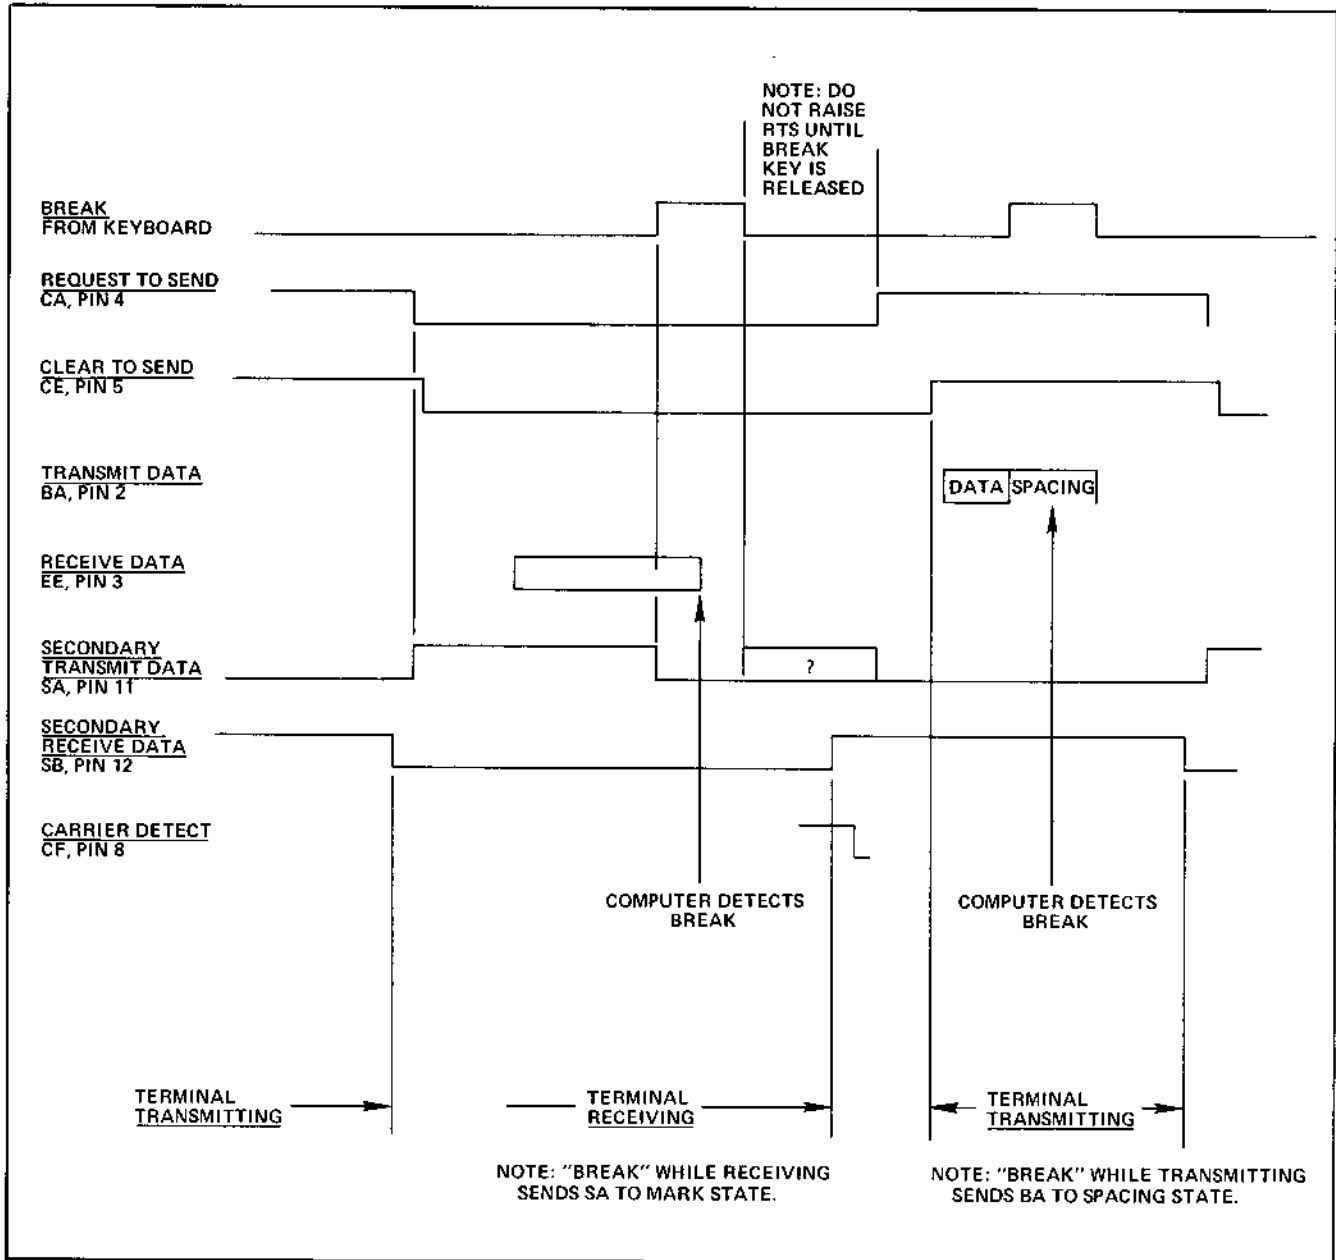 NOTE: DO
NOT RAISE
RTS UNTIL
BREAK
KEY IS
RELEASED
BREAK
FROM KEYBOARD
REQUEST TO SEND
CA, PIN 4
CLEAR TO SEND
CE, PIN 5
TRANSMIT DATA
BA, PIN 2
DATA SPACING
RECEIVE DATA
EE, PIN 3
SECONDARY
TRANSMIT DATA
SA, PIN 11
?
SECONDARY
RECEIVE DATA
SB, PIN 12
CARRIER DETECT
CF, PIN 8
COMPUTER DETECTS
BREAK
COMPUTER DETECTS
BREAK
TERMINAL
TRANSMITTING
TERMINAL
RECEIVING
TERMINAL
TRANSMITTING
NOTE: "BREAK" WHILE RECEIVING
SENDS SA TO MARK STATE.
NOTE: "BREAK" WHILE TRANSMITTING
SENDS BA TO SPACING STATE.